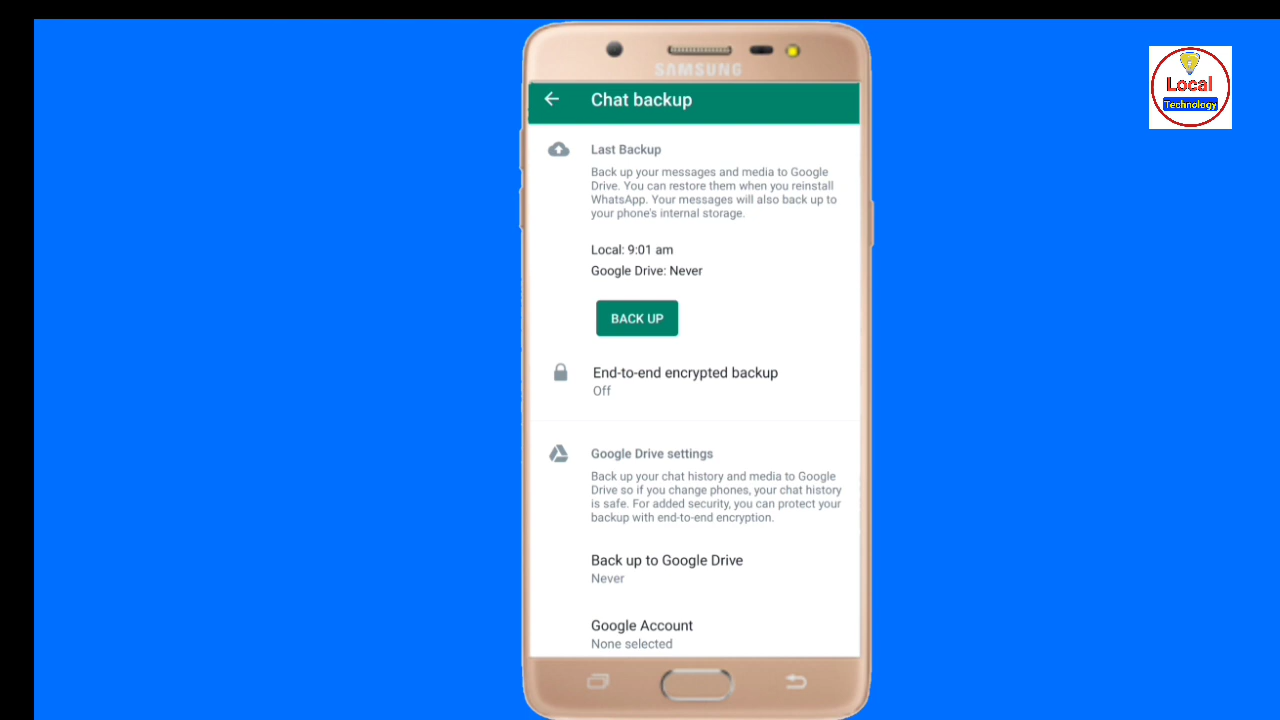 SAMSUNG
Local
Technology
Chat backup
Last Backup
Back up your messages and media to Google
Drive. You can restore them when you reinstall
WhatsApp. Your messages will also back up to
your phone's internal storage.
Local: 9:01 am
Google Drive: Never
BACK UP
End-to-end encrypted backup
Off
Google Drive settings
Back up your chat history and media to Google
Drive so if you change phones, your chat history
is safe. For added security, you can protect your
backup with end-to-end encryption.
Back up to Google Drive
Never
Google Account
None selected